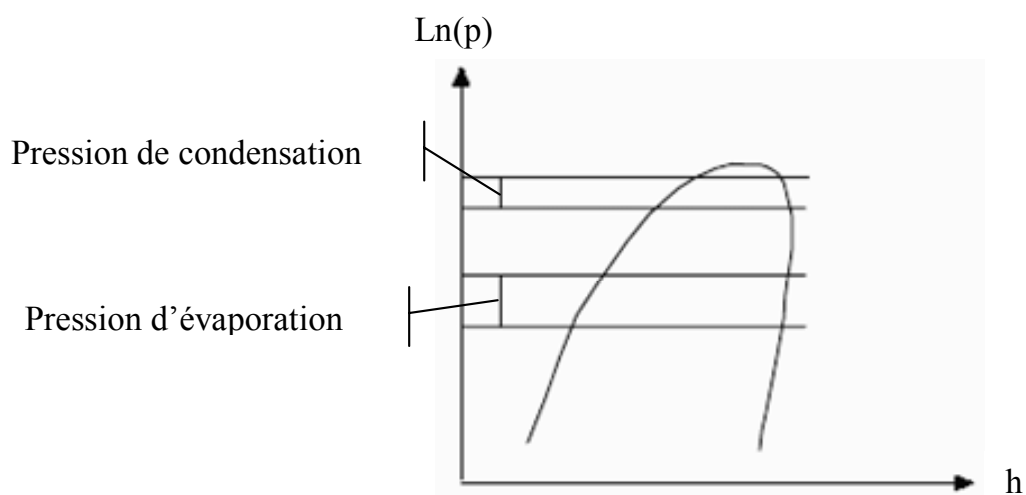 Ln(p)
Pression de condensation
Pression d’évaporation
h